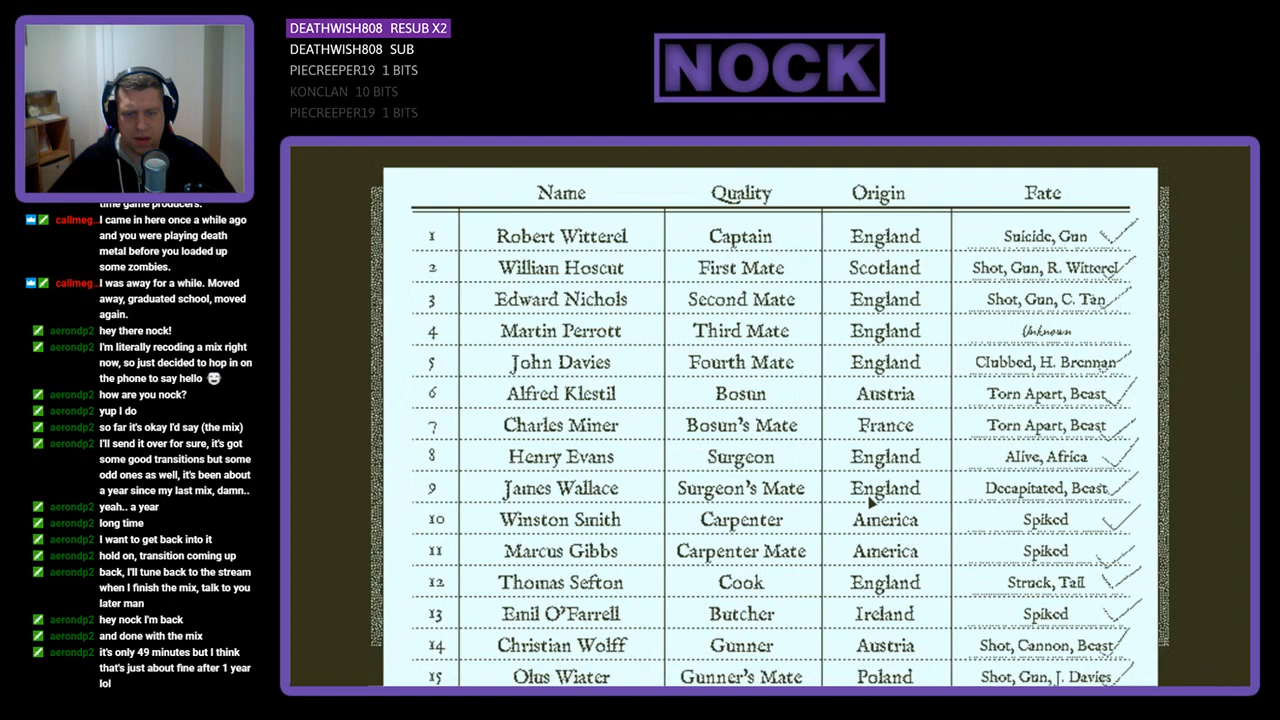 DEATHWISH808 RESUB X2
DEATHWISH808 SUB
PIECREEPER19 1 BITS
KONCLAN 10 BITS
PIECREEPER19 1 BITS
NOCK
time game producers.
callmeg... I came in here once a while ago
and you were playing death
metal before you loaded up
some zombies.
callmeg... I was away for a while. Moved
away, graduated school, moved
again.
aerondp2 hey there nock!
aerondp2 I'm literally recoding a mix right
now, so just decided to hop in on
the phone to say hello
aerondp2 how are you nock?
aerondp2 yup I do
aerondp2 so far it's okay I'd say (the mix)
aerondp2 I'll send it over for sure, it's got
some good transitions but some
odd ones as well, it's been about
a year since my last mix, damn..
aerondp2 yeah.. a year
aerondp2 long time
aerondp2 I want to get back into it
aerondp2 hold on, transition coming up
aerondp2 back, I'll tune back to the stream
when I finish the mix, talk to you
later man
aerondp2 hey nock I'm back
aerondp2 and done with the mix
aerondp2 it's only 49 minutes but I think
that's just about fine after 1 year
lol
Name Quality Origin Fate
1 Robert Witterel Captain England Suicide, Gun
2 William Hoscut First Mate Scotland Shot, Gun, R. Witterel
3 Edward Nichols Second Mate England Shot, Gun, C. Tan
4 Martin Perrott Third Mate England Unknown
5 John Davies Fourth Mate England Clubbed, H. Brennan
6 Alfred Klestil Bosun Austria Torn Apart, Beast
7 Charles Miner Bosun's Mate France Torn Apart, Beast
8 Henry Evans Surgeon England Alive, Africa
9 James Wallace Surgeon's Mate England Decapitated, Beast
10 Winston Smith Carpenter America Spiked
11 Marcus Gibbs Carpenter Mate America Spiked
12 Thomas Sefton Cook England Struck, Tail
13 Emil O'Farrell Butcher Ireland Spiked
14 Christian Wolff Gunner Austria Shot, Cannon, Beast
15 Olus Wiater Gunner's Mate Poland Shot, Gun, J. Davies